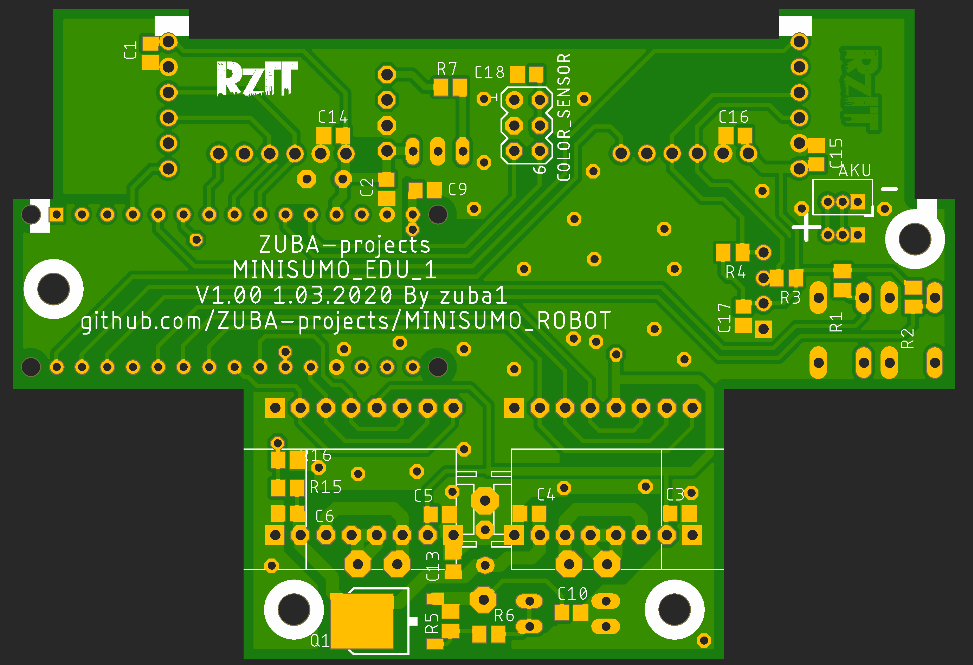 C1
RzIT
R7
C18
COLOR_SENSOR
1
6
C14
C16
RzIT
C15
AKU
C2
C9
-
+
ZUBA-projects
MINISUMO_EDU_1
V1.00 1.03.2020 By zuba1
github.com/ZUBA-projects/MINISUMO_ROBOT
R4
R3
C17
R1
R2
R16
R15
C6
C5
C4
C3
C13
C10
R5
R6
Q1